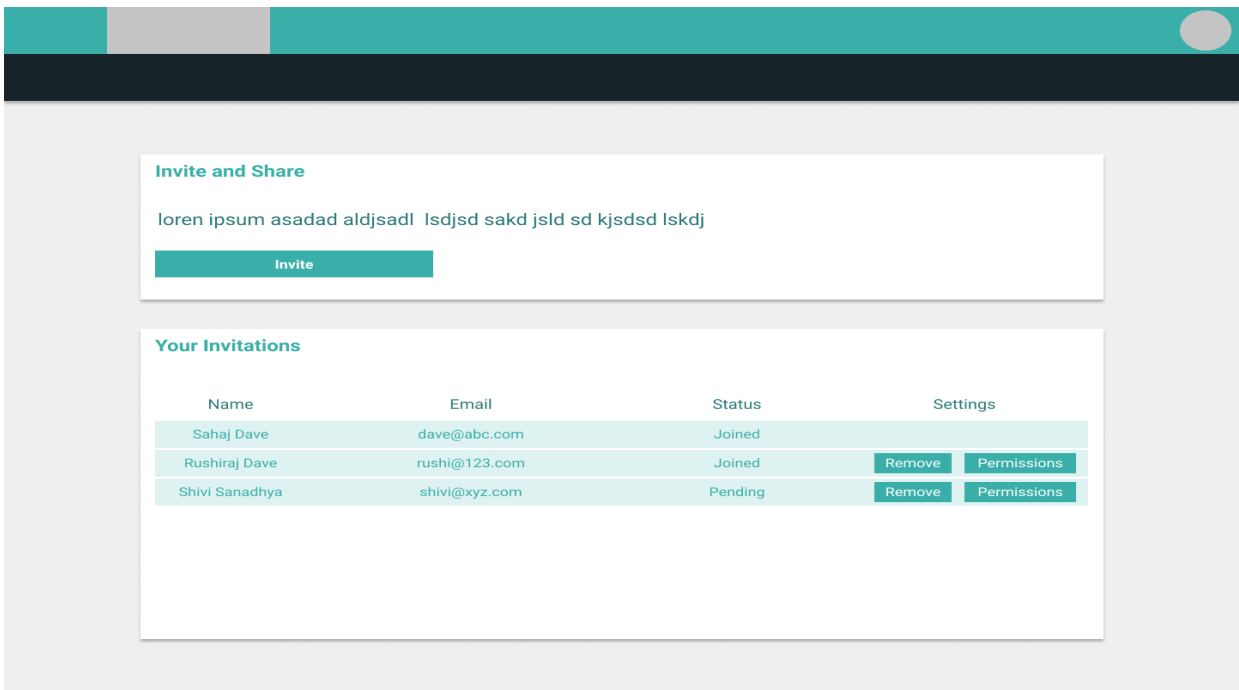 Invite and Share
loren ipsum asadad aldjsadl lsdjsd sakd jsld sd kjsdsd lskdj
Invite
Your Invitations
Name Email Status Settings
Sahaj Dave dave@abc.com Joined
Rushiraj Dave rushi@123.com Joined Remove Permissions
Shivi Sanadhya shivi@xyz.com Pending Remove Permissions